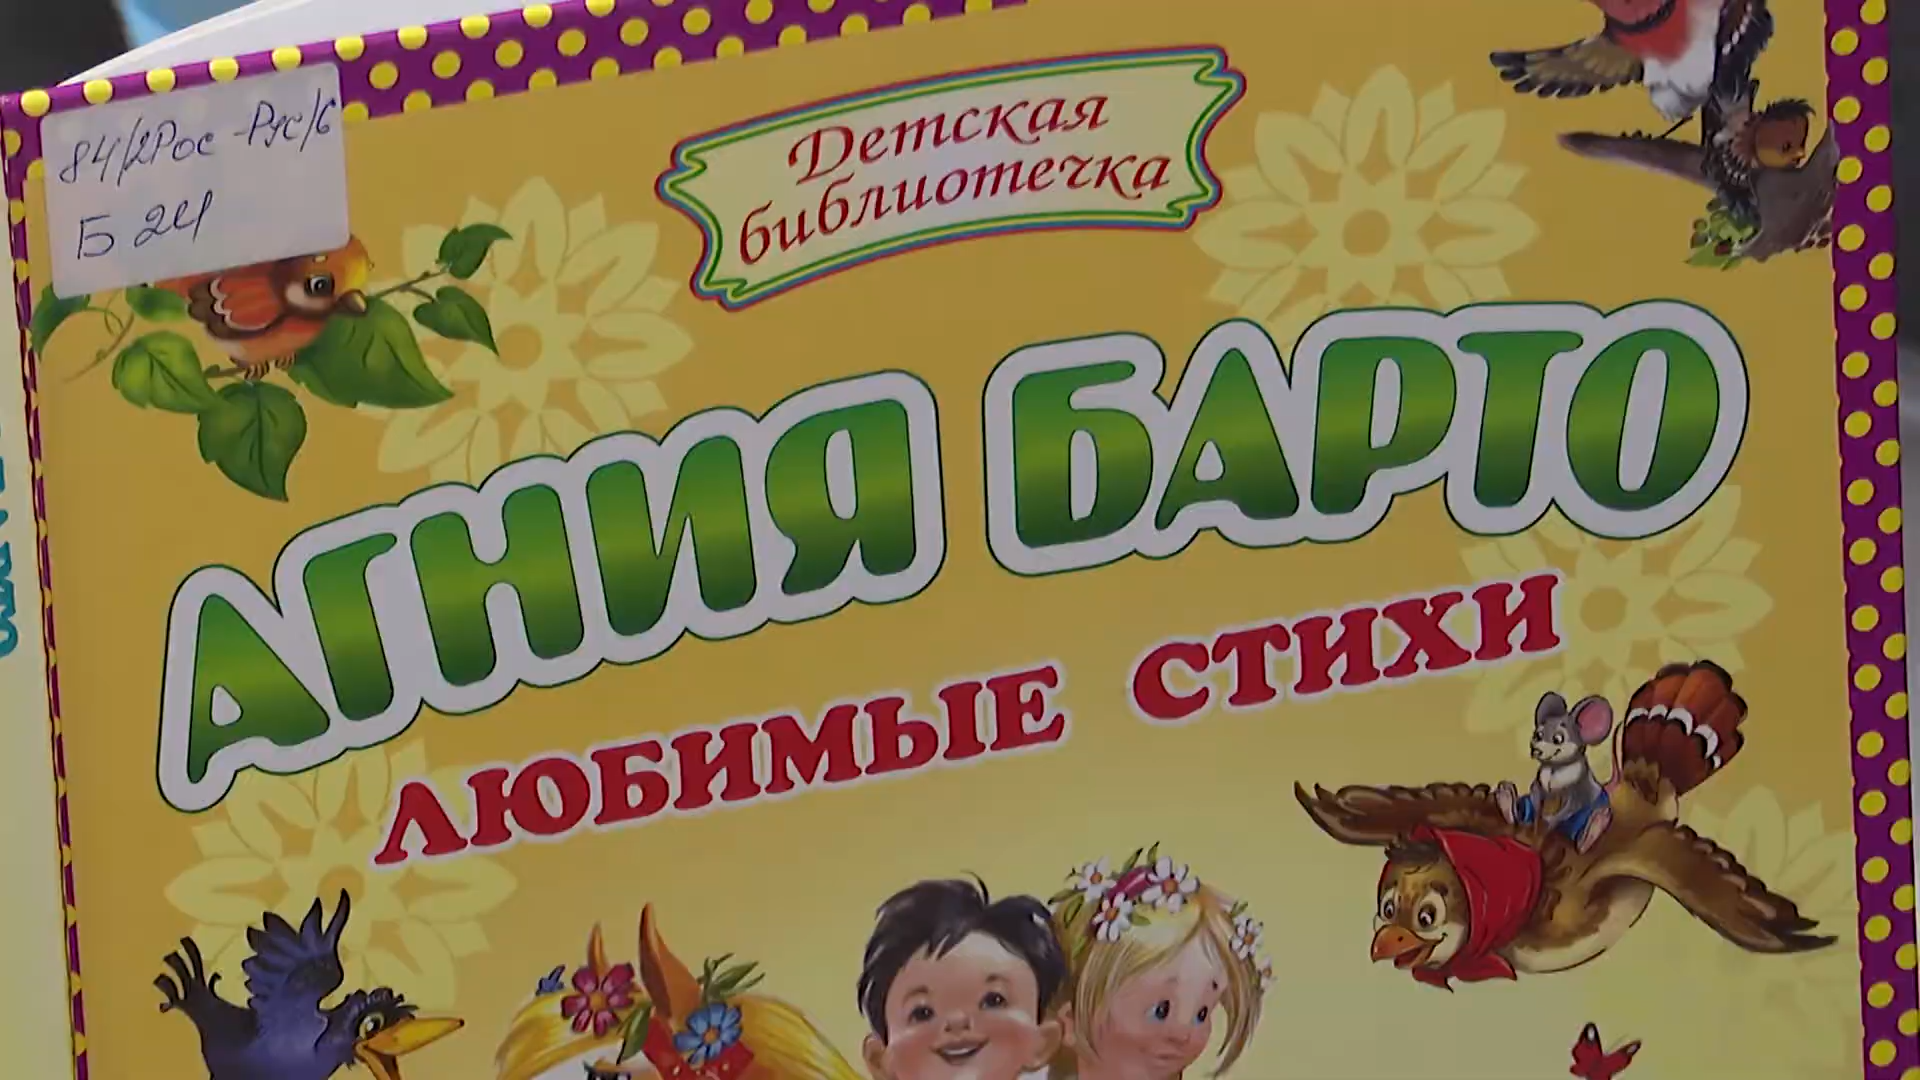 84/2Рос-Рус/6
Б 24
Детская
библиотечка
АГНИЯ БАРТО
ЛЮБИМЫЕ СТИХИ